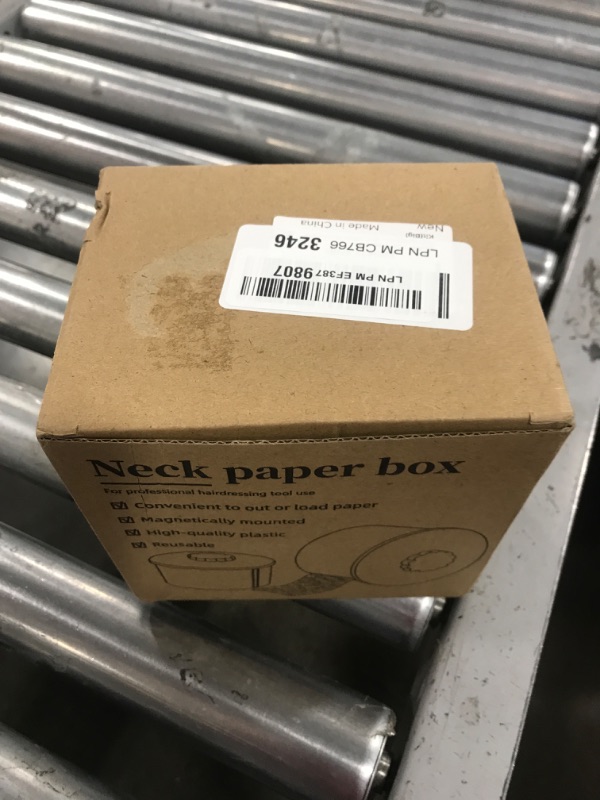 New
Made in China
LPN PM CB766 3246
LPN PM EF387 9807
Neck paper box
For professional hairdressing tool use
Convenient to out or load paper
Magnetically mounted
High-quality plastic
Reusable